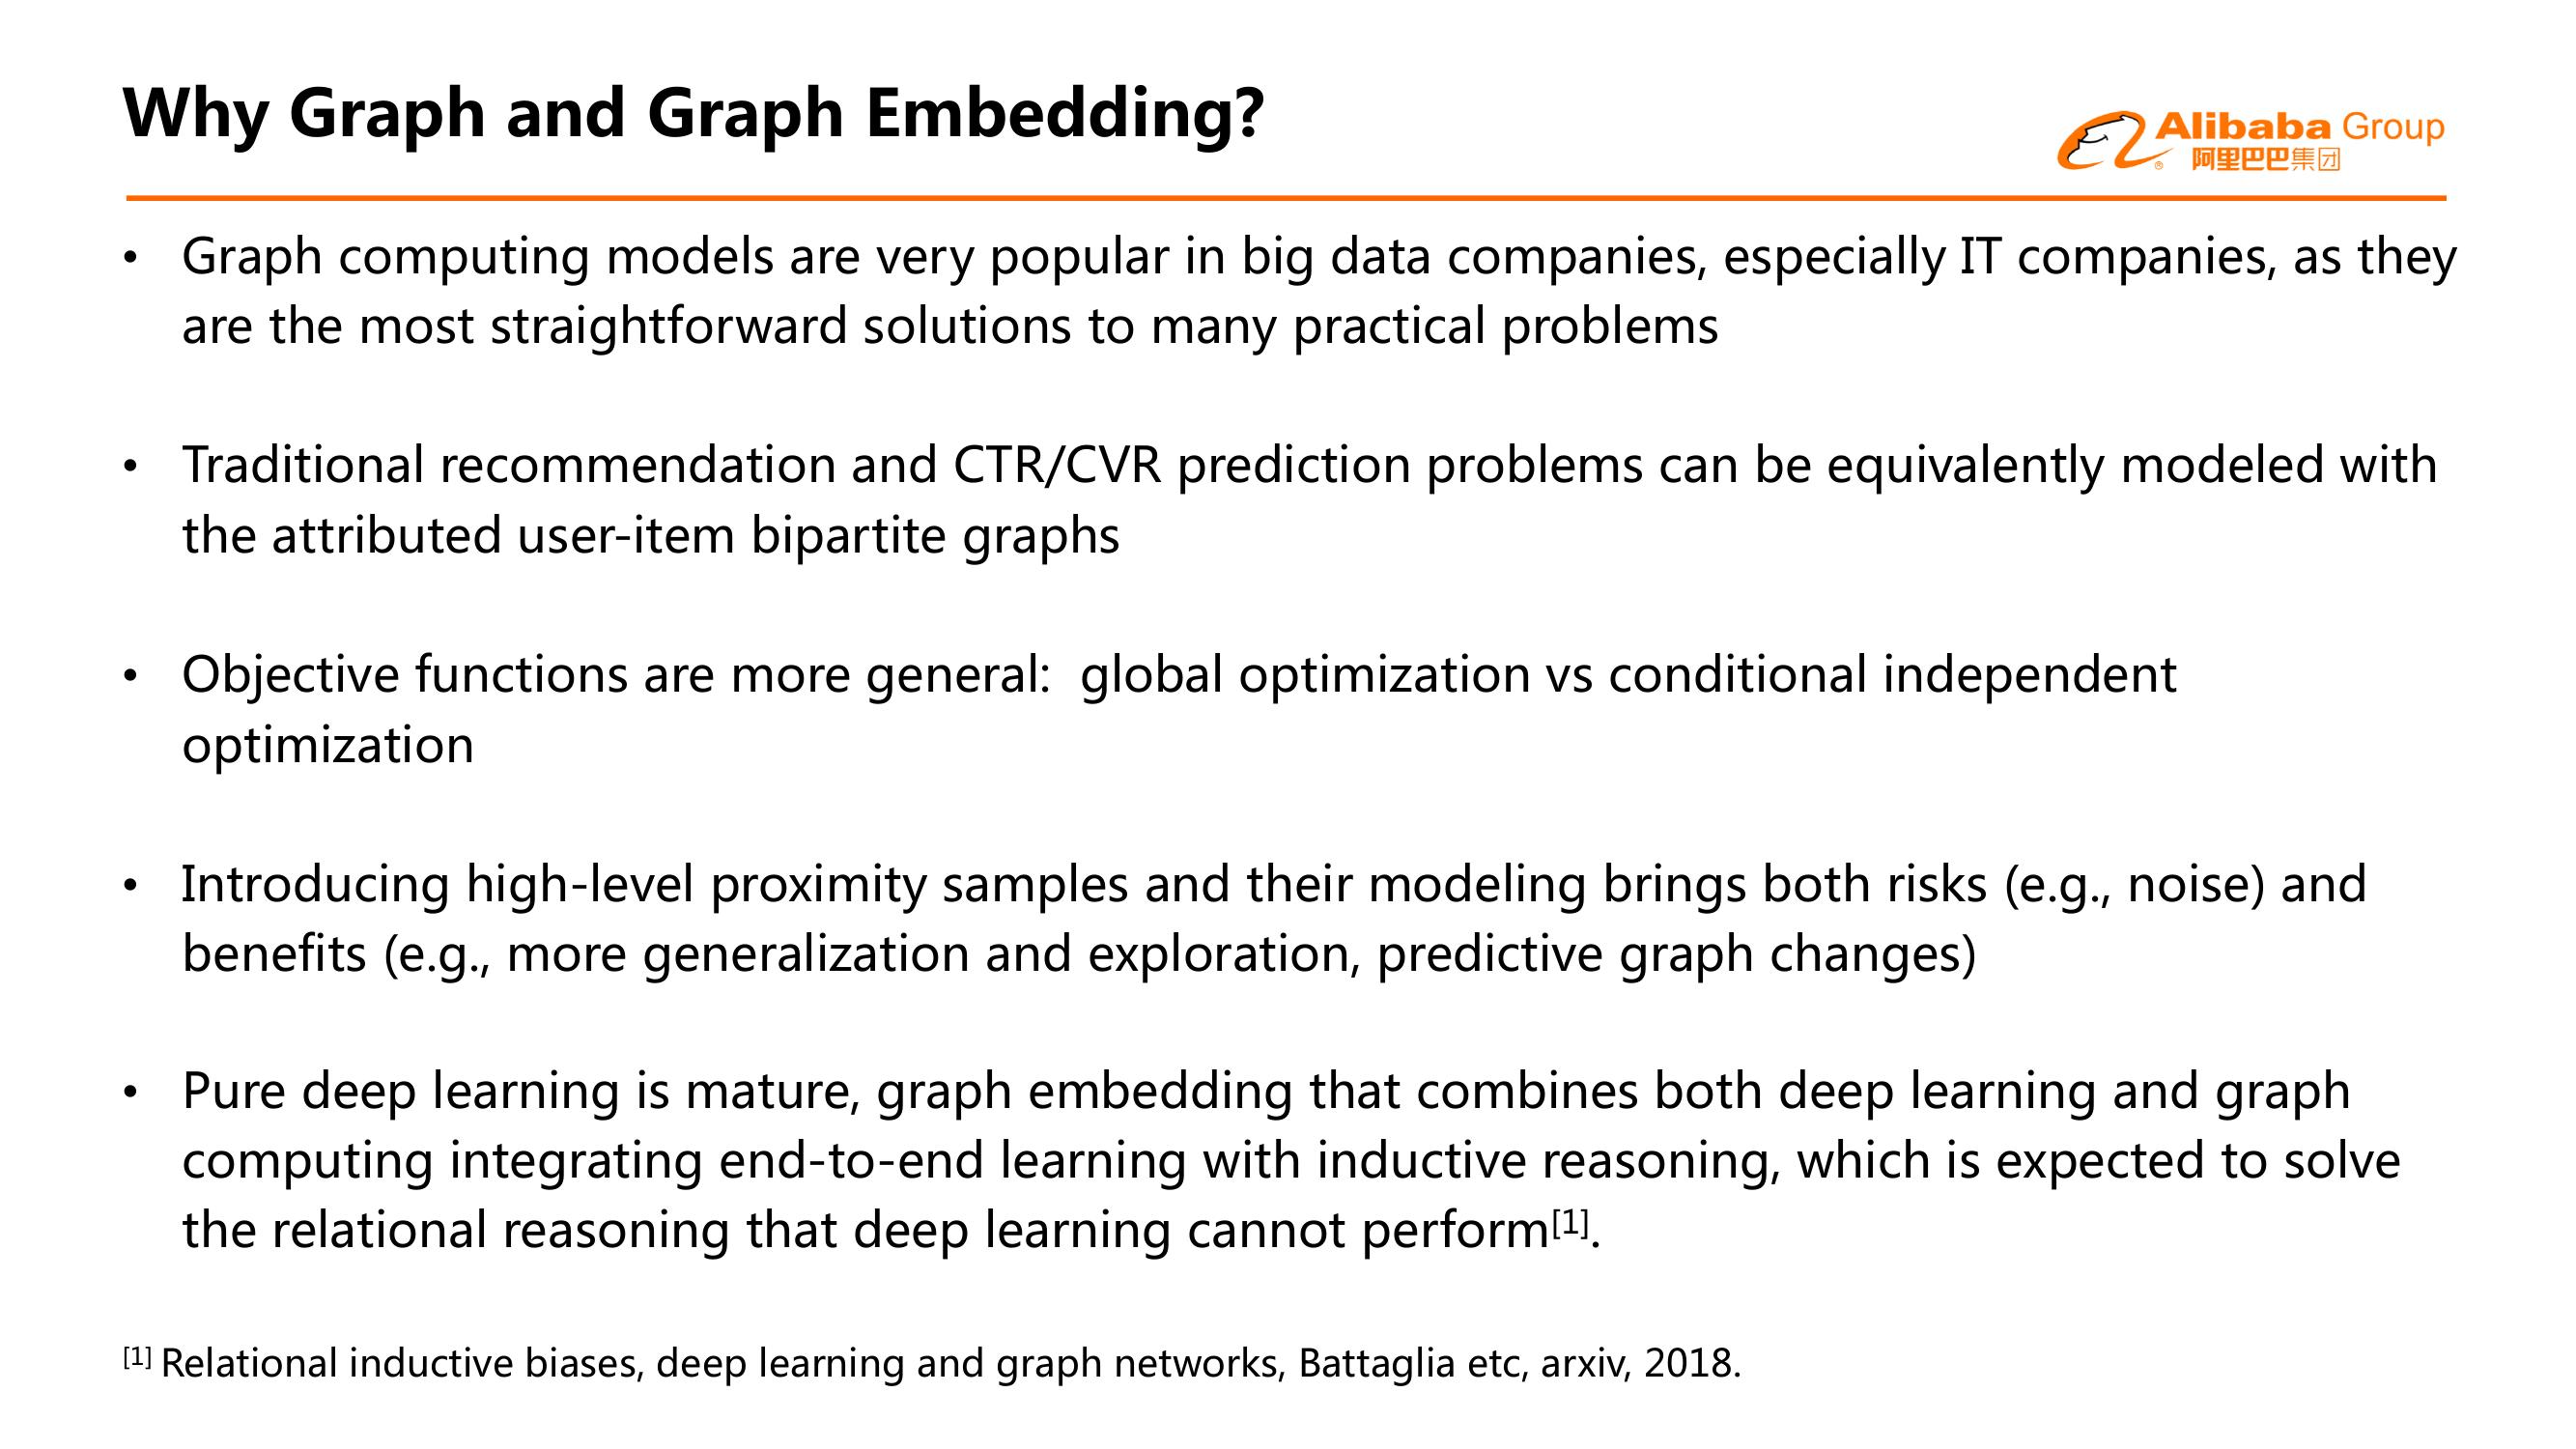 Why Graph and Graph Embedding?
Alibaba Group
阿里巴巴集团
®
• Graph computing models are very popular in big data companies, especially IT companies, as they
are the most straightforward solutions to many practical problems
• Traditional recommendation and CTR/CVR prediction problems can be equivalently modeled with
the attributed user-item bipartite graphs
• Objective functions are more general:  global optimization vs conditional independent
optimization
• Introducing high-level proximity samples and their modeling brings both risks (e.g., noise) and
benefits (e.g., more generalization and exploration, predictive graph changes)
• Pure deep learning is mature, graph embedding that combines both deep learning and graph
computing integrating end-to-end learning with inductive reasoning, which is expected to solve
the relational reasoning that deep learning cannot perform[1].
[1] Relational inductive biases, deep learning and graph networks, Battaglia etc, arxiv, 2018.